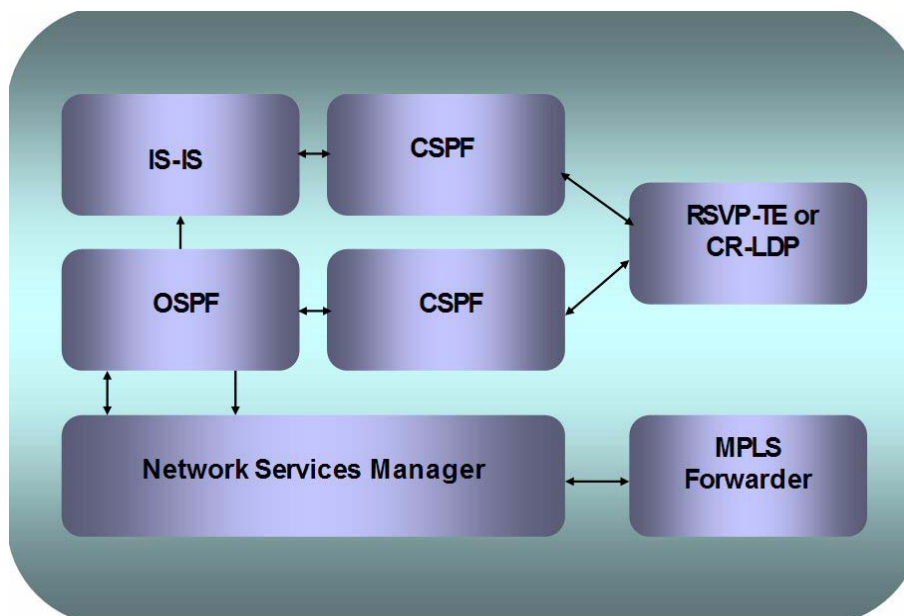 IS-IS
CSPF
RSVP-TE or
CR-LDP
OSPF
CSPF
Network Services Manager
MPLS
Forwarder